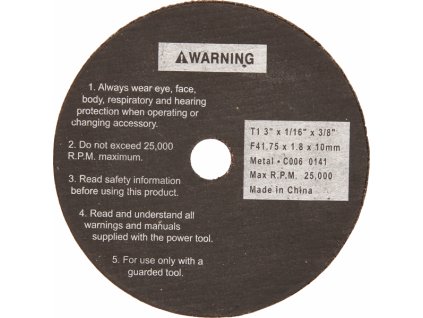 WARNING
1. Always wear eye, face,
body, respiratory and hearing
protection when operating or
changing accessory.
2. Do not exceed 25,000
R.P.M. maximum.
3. Read safety information
before using this product.
4. Read and understand all
warnings and mañuals
supplied with the power tool.
5. For use only with a
guarded tool.
T1 3" x 1/16" x 3/8"
F41.75 x 1.8 x 10mm
Metal • C006 0141
Max R.P.M. 25,000
Made in China